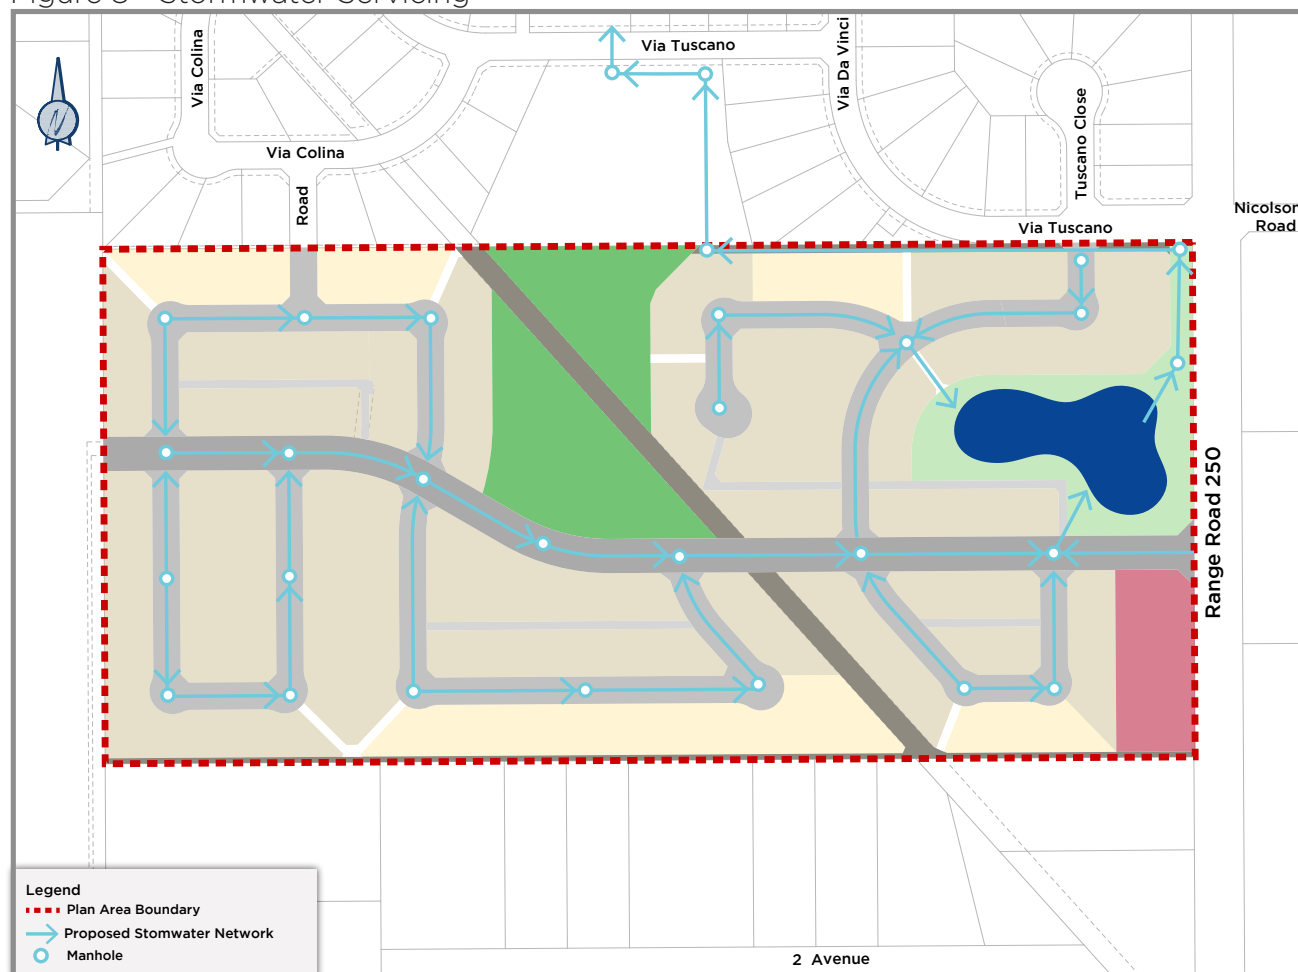 Via Colina
Via Tuscano
Via Da Vinci
Tuscano Close
Via Colina
Road
Via Tuscano
Nicolson
Road
Range Road 250
Legend
Plan Area Boundary
Proposed Stomwater Network
Manhole
2 Avenue